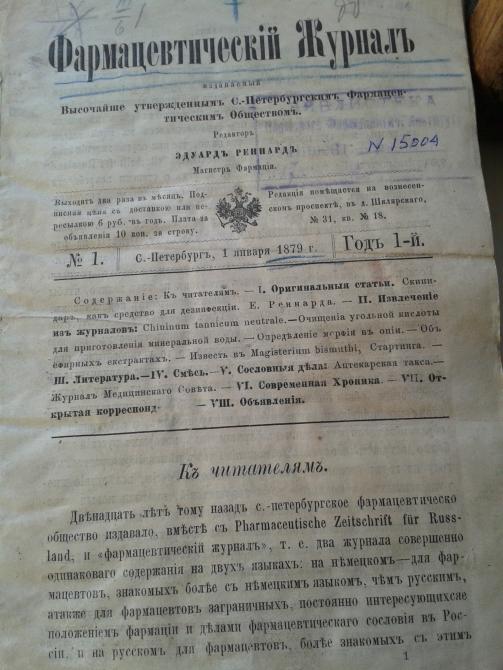 Фармацевтическій Журналъ
издаваемый
Высочайше утвержденнымъ С.-Петербургскимъ Фармацев-
тическимъ Обществомъ.
Редакторъ
ЭДУАРДЪ РЕННАРДЪ
Магистръ Фармаціи.
N 15004
Выходитъ два раза в мѣсяцъ. Под-
писная цѣна съ доставкою или пе-
ресылкою 6 руб. въ годъ. Плата за
объявленія 10 коп. за строку.
Редакція помѣщается на вознесен-
скомъ проспектѣ, въ д. Шклярскаго,
№ 31, кв. № 18.
№ 1.
С.-Петербургъ, 1 января 1879 г.
Годъ 1-й.
Содержаніе: Къ читателямъ. — I. Оригинальныя статьи. Скипи-
даръ, какъ средство для дезинфекціи. Е. Реннарда. — II. Извлеченіе
изъ журналовъ: Chininum tannicum neutrale.—Очищенія угольной кислоты
для приготовленія минеральной воды. — Опредѣленіе морфія въ опіи. — Объ
эфирныхъ екстрактахъ. — Известь въ Magisterium bismuthi, Стартинга. —
III. Литература.—IV. Смѣсь.—V. Сословныя дѣла: Аптекарская такса.—
Журналъ Медицинскаго Совѣта. — VI. Современная Хроника. — VII. От-
крытая корреспонд- — VIII. Объявленія.
Къ читателямъ.
Двѣнадцать лѣтъ тому назадъ с.-петербургское фармацевтическо
общество издавало, вмѣстѣ съ Pharmaceutische Zeitschrift für Russ-
land, и «фармацевтическій журналъ», т. е. два журнала совершенно
одинаковаго содержанія на двухъ языкахъ: на нѣмецкомъ—для фар-
мацевтовъ, знакомыхъ болѣе съ нѣмецкимъ языкомъ, чѣмъ русскимъ,
атакже для фармацевтовъ заграничныхъ, постоянно интересующихсяе
положеніемъ фармаціи и дѣлами фармацевтическаго сословія въ Рос-
сіи, и на русскомъ для фармацевтовъ, болѣе знакомыхъ съ этимъ
1